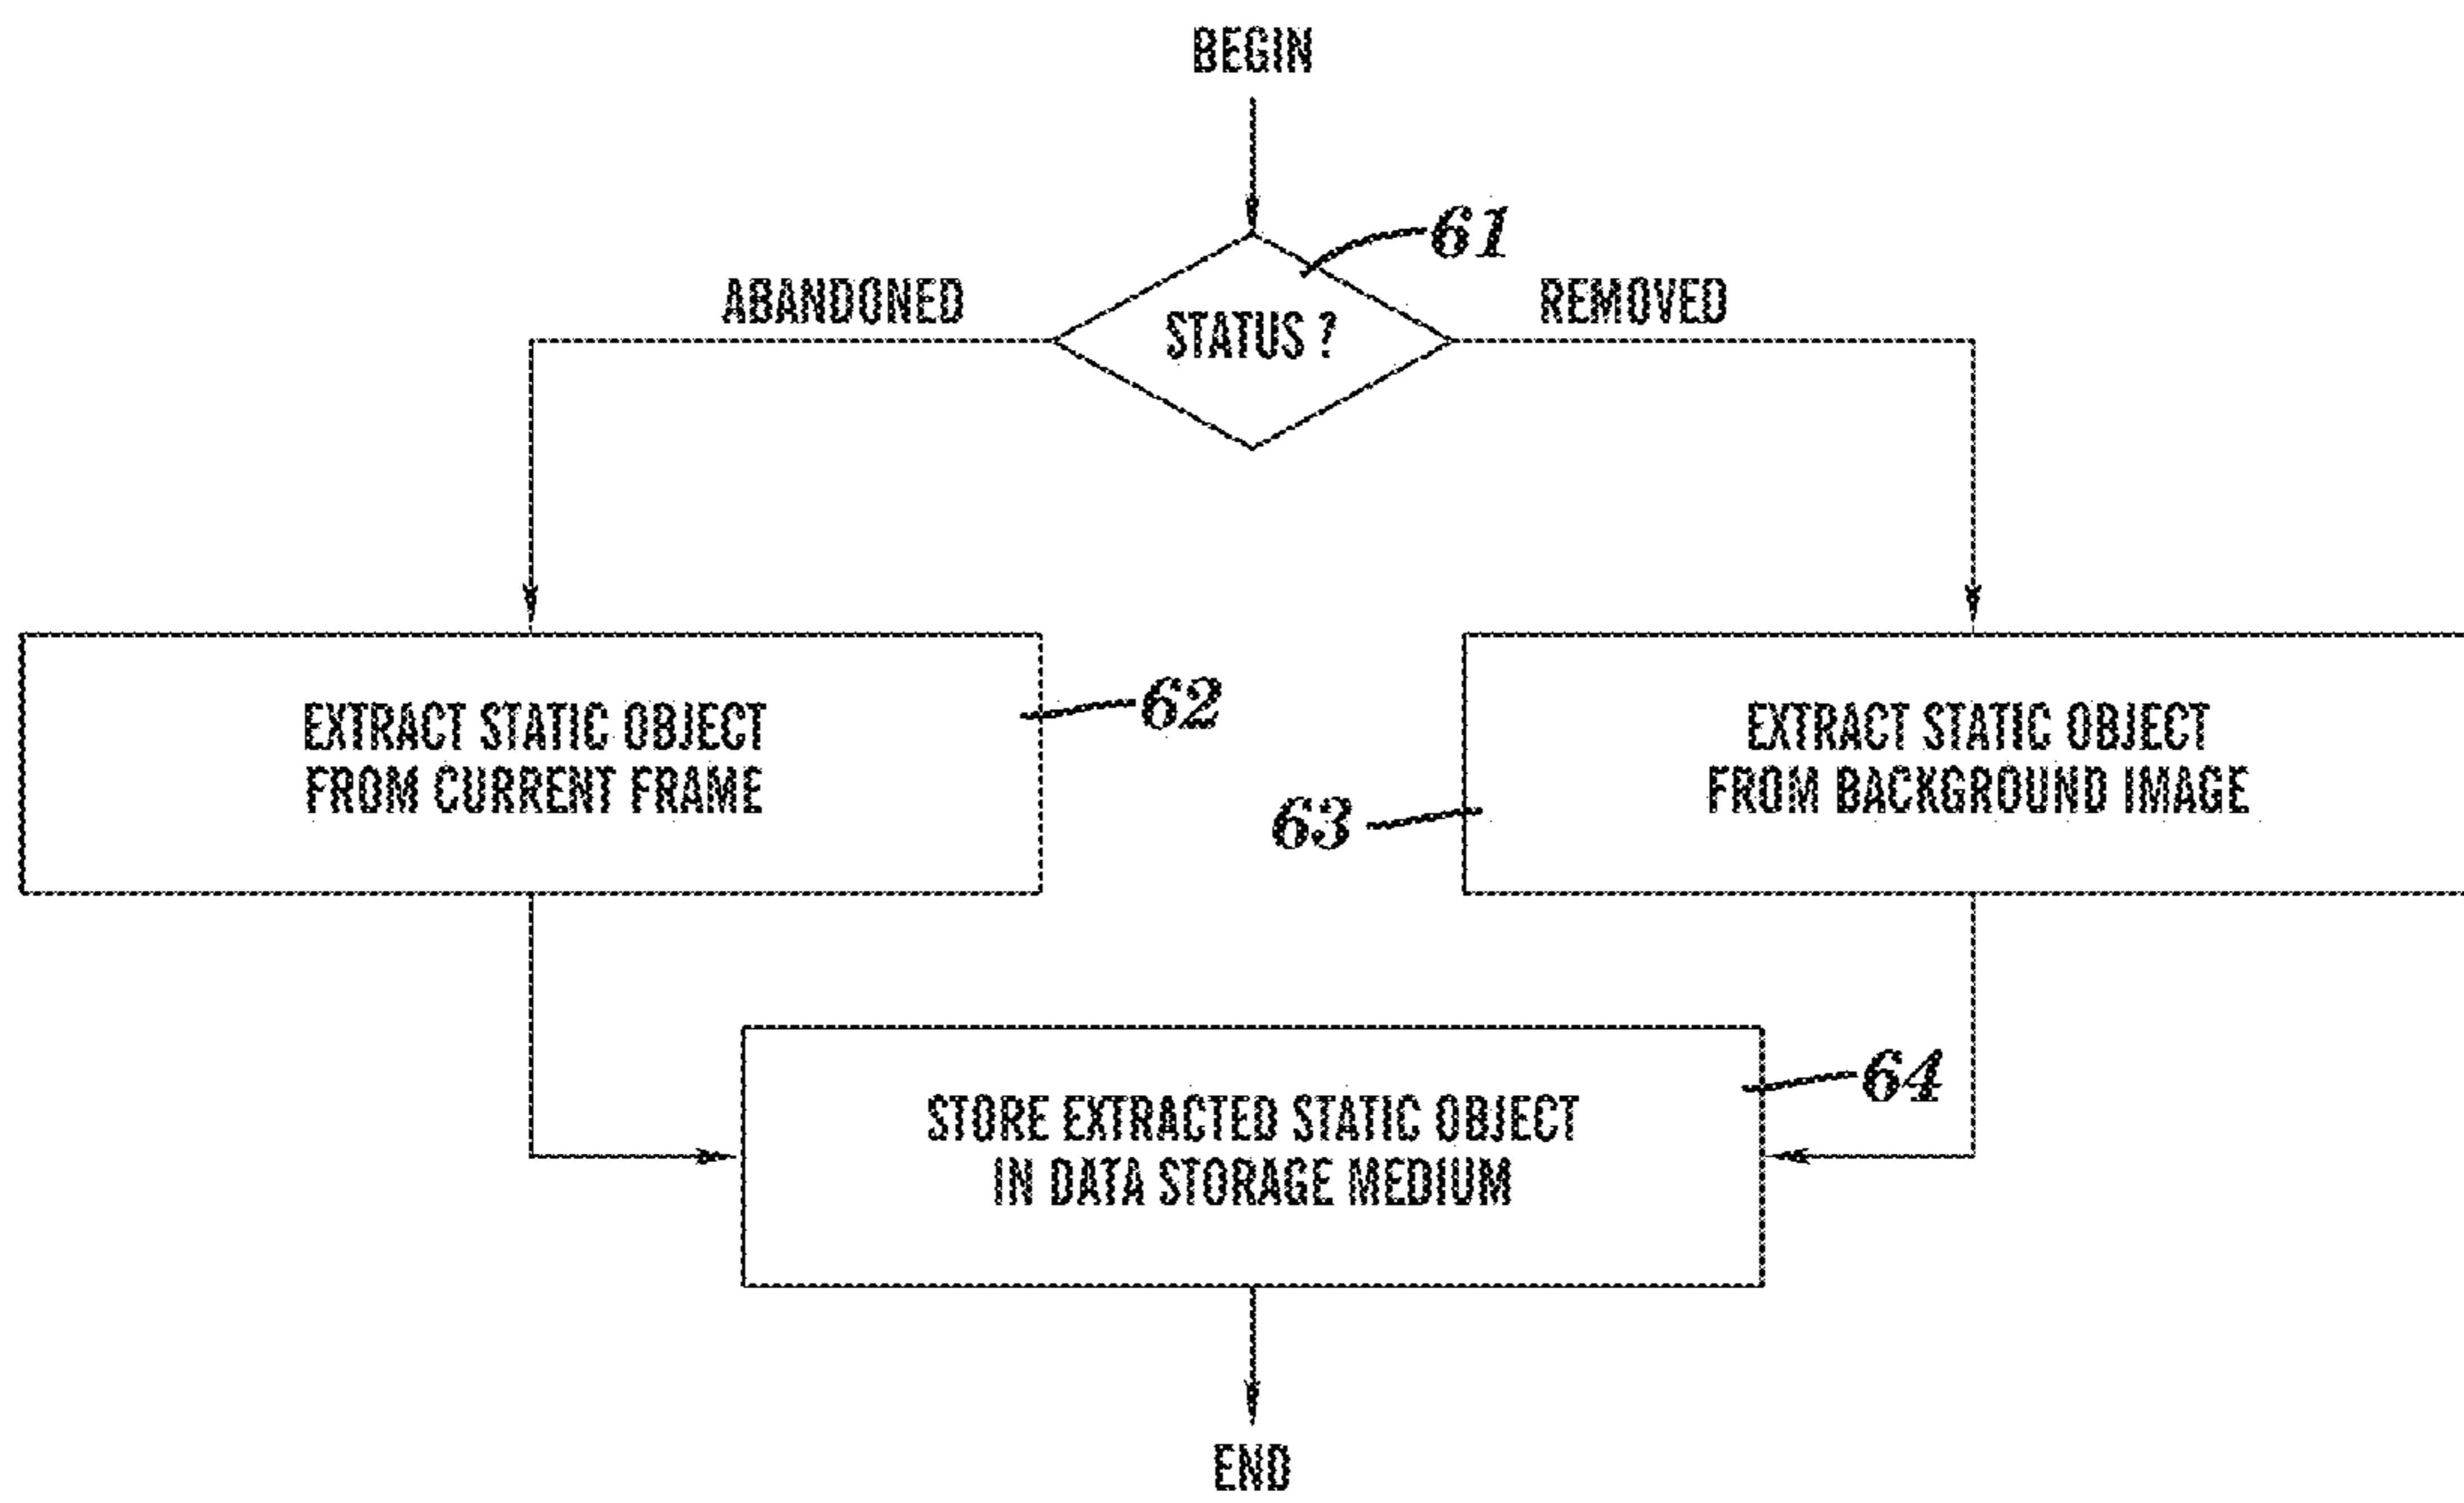 BEGIN
61
ABANDONED
STATUS ?
REMOVED
EXTRACT STATIC OBJECT
FROM CURRENT FRAME
62
EXTRACT STATIC OBJECT
FROM BACKGROUND IMAGE
63
STORE EXTRACTED STATIC OBJECT
IN DATA STORAGE MEDIUM
64
END